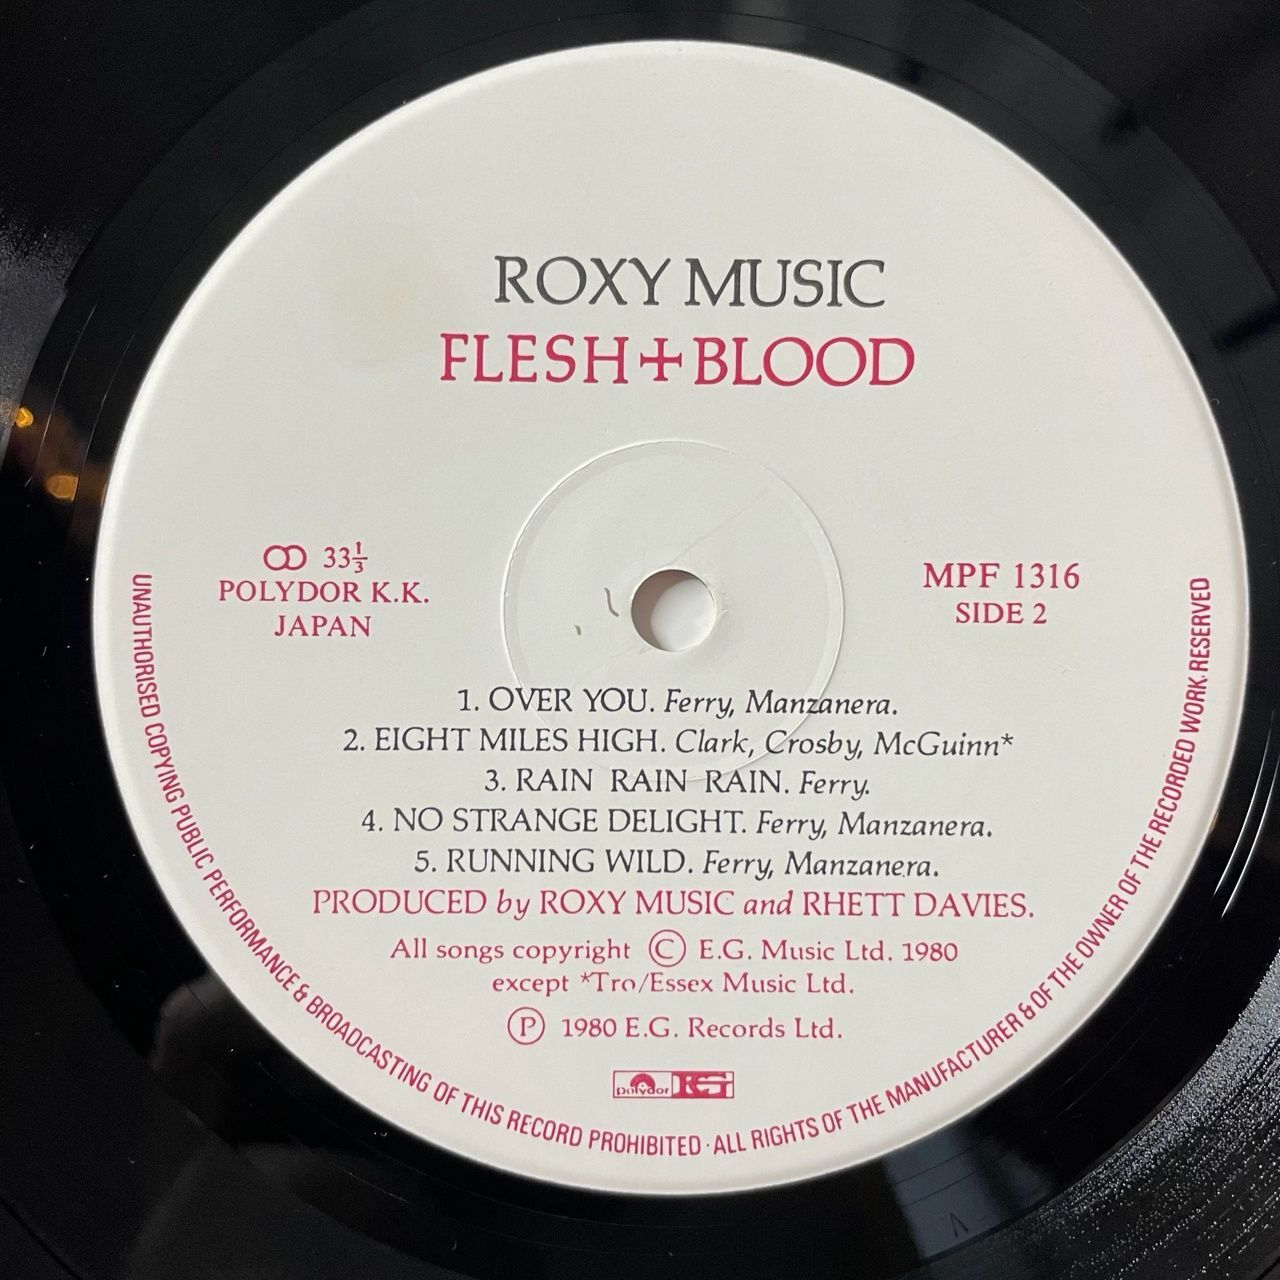 ROXY MUSIC
FLESH+BLOOD
33⅓
POLYDOR K.K.
JAPAN
MPF 1316
SIDE 2
1. OVER YOU. Ferry, Manzanera.
2. EIGHT MILES HIGH. Clark, Crosby, McGuinn*
3. RAIN RAIN RAIN. Ferry.
4. NO STRANGE DELIGHT. Ferry, Manzanera.
5. RUNNING WILD. Ferry, Manzanera.
PRODUCED by ROXY MUSIC and RHETT DAVIES.
All songs copyright Ⓒ E.G. Music Ltd. 1980
except *Tro/Essex Music Ltd.
Ⓟ 1980 E.G. Records Ltd.
polydor EG
UNAUTHORISED COPYING PUBLIC PERFORMANCE & BROADCASTING OF THIS RECORD PROHIBITED · ALL RIGHTS OF THE MANUFACTURER & OF THE OWNER OF THE RECORDED WORK RESERVED